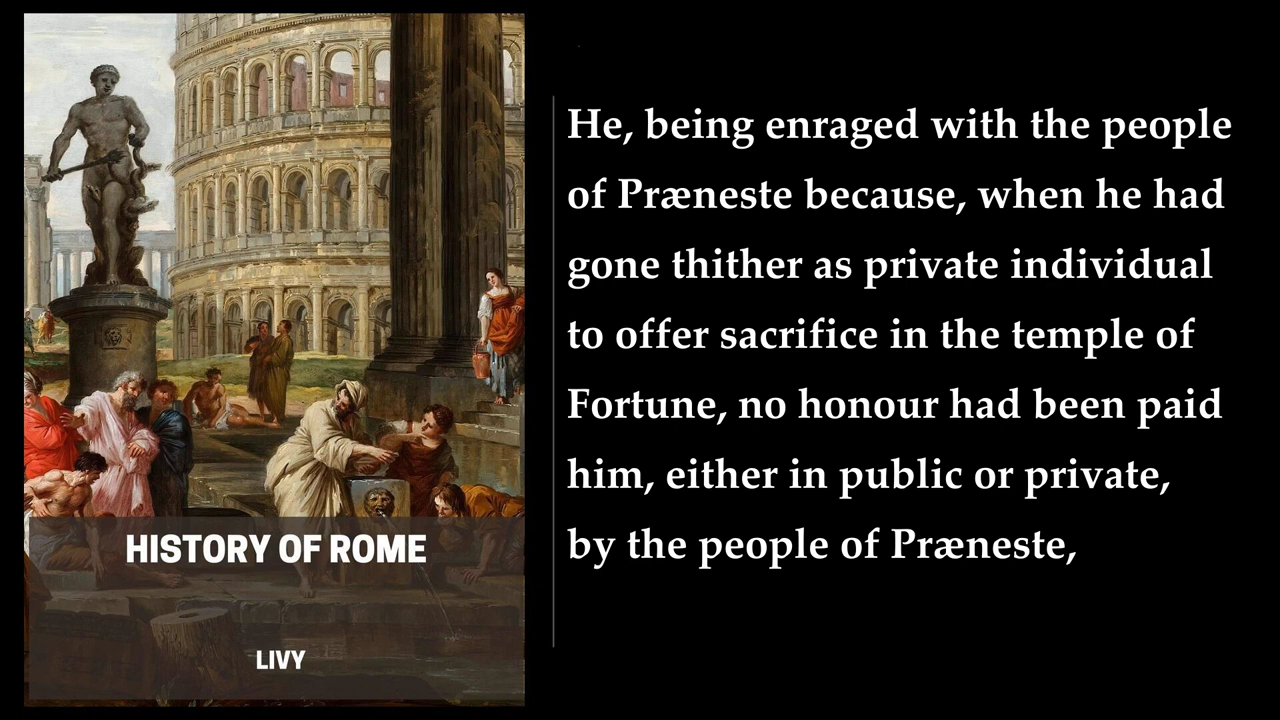 HISTORY OF ROME
LIVY
He, being enraged with the people
of Præneste because, when he had
gone thither as private individual
to offer sacrifice in the temple of
Fortune, no honour had been paid
him, either in public or private,
by the people of Præneste,